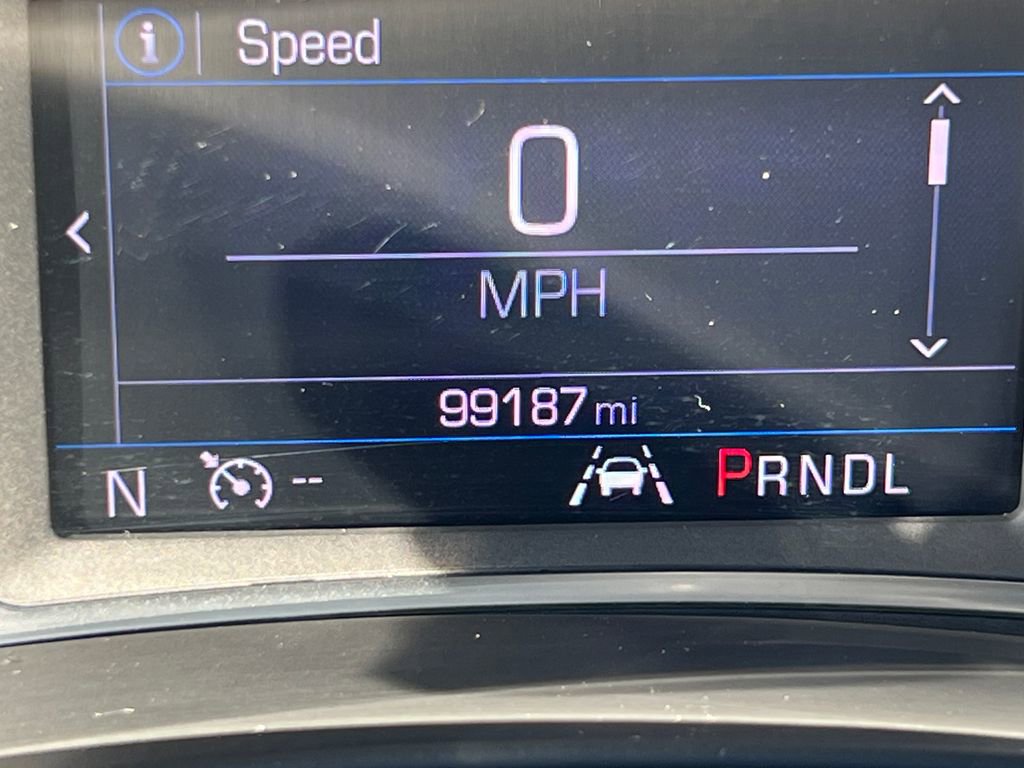 i Speed
0
MPH
99187 mi
N -- PRNDL